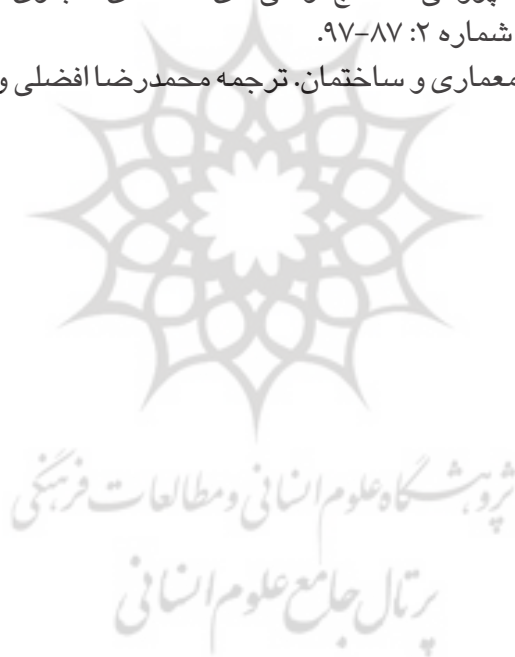 شماره ۲: ۸۷-۹۷.
معماری و ساختمان. ترجمه محمدرضا افضلی و
پژوهشگاه علوم انسانی و مطالعات فرهنگی
پرتال جامع علوم انسانی